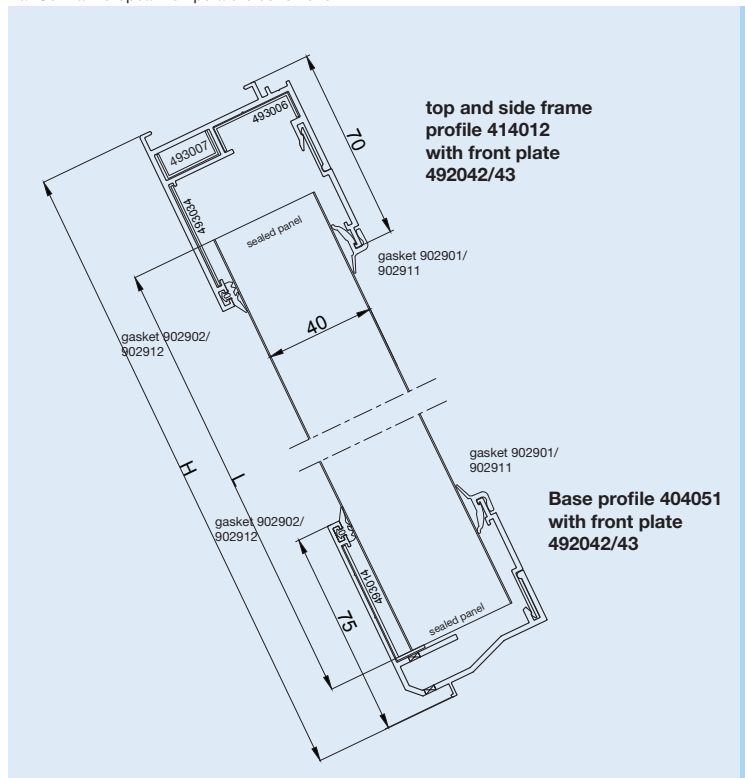 493006
493007
70
top and side frame
profile 414012
with front plate
492042/43
493034
sealed panel
gasket 902901/
902911
40
gasket 902902/
902912
H
L
gasket 902901/
902911
Base profile 404051
with front plate
492042/43
gasket 902902/
902912
493014
75
sealed panel